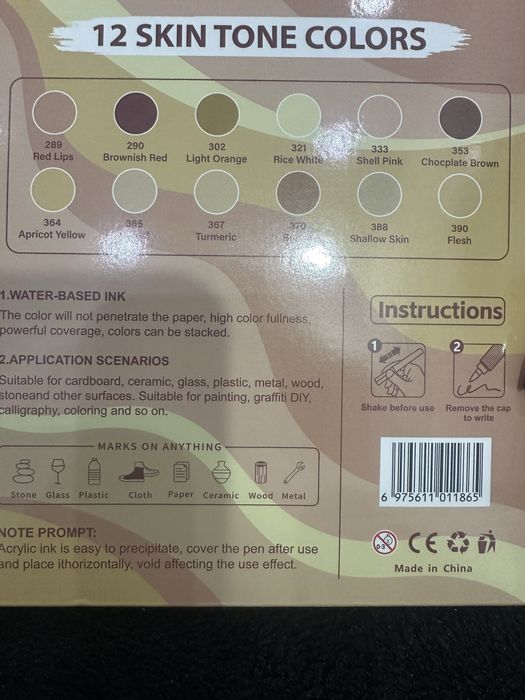 12 SKIN TONE COLORS
289 290 302 321 333 353
Red Lips Brownish Red Light Orange Rice White Shell Pink Chocplate Brown
364 385 367 370 388 390
Apricot Yellow Turmeric Shallow Skin Flesh
1.WATER-BASED INK
The color will not penetrate the paper, high color fullness,
powerful coverage, colors can be stacked.
2.APPLICATION SCENARIOS
Suitable for cardboard, ceramic, glass, plastic, metal, wood,
stoneand other surfaces. Suitable for painting, graffiti DIY,
calligraphy, coloring and so on.
MARKS ON ANYTHING
Stone Glass Plastic Cloth Paper Ceramic Wood Metal
NOTE PROMPT:
Acrylic ink is easy to precipitate, cover the pen after use
and place ithorizontally, void affecting the use effect.
Instructions
1 2
Shake before use Remove the cap
to write
6 975611 011865
0-3 CE
Made in China